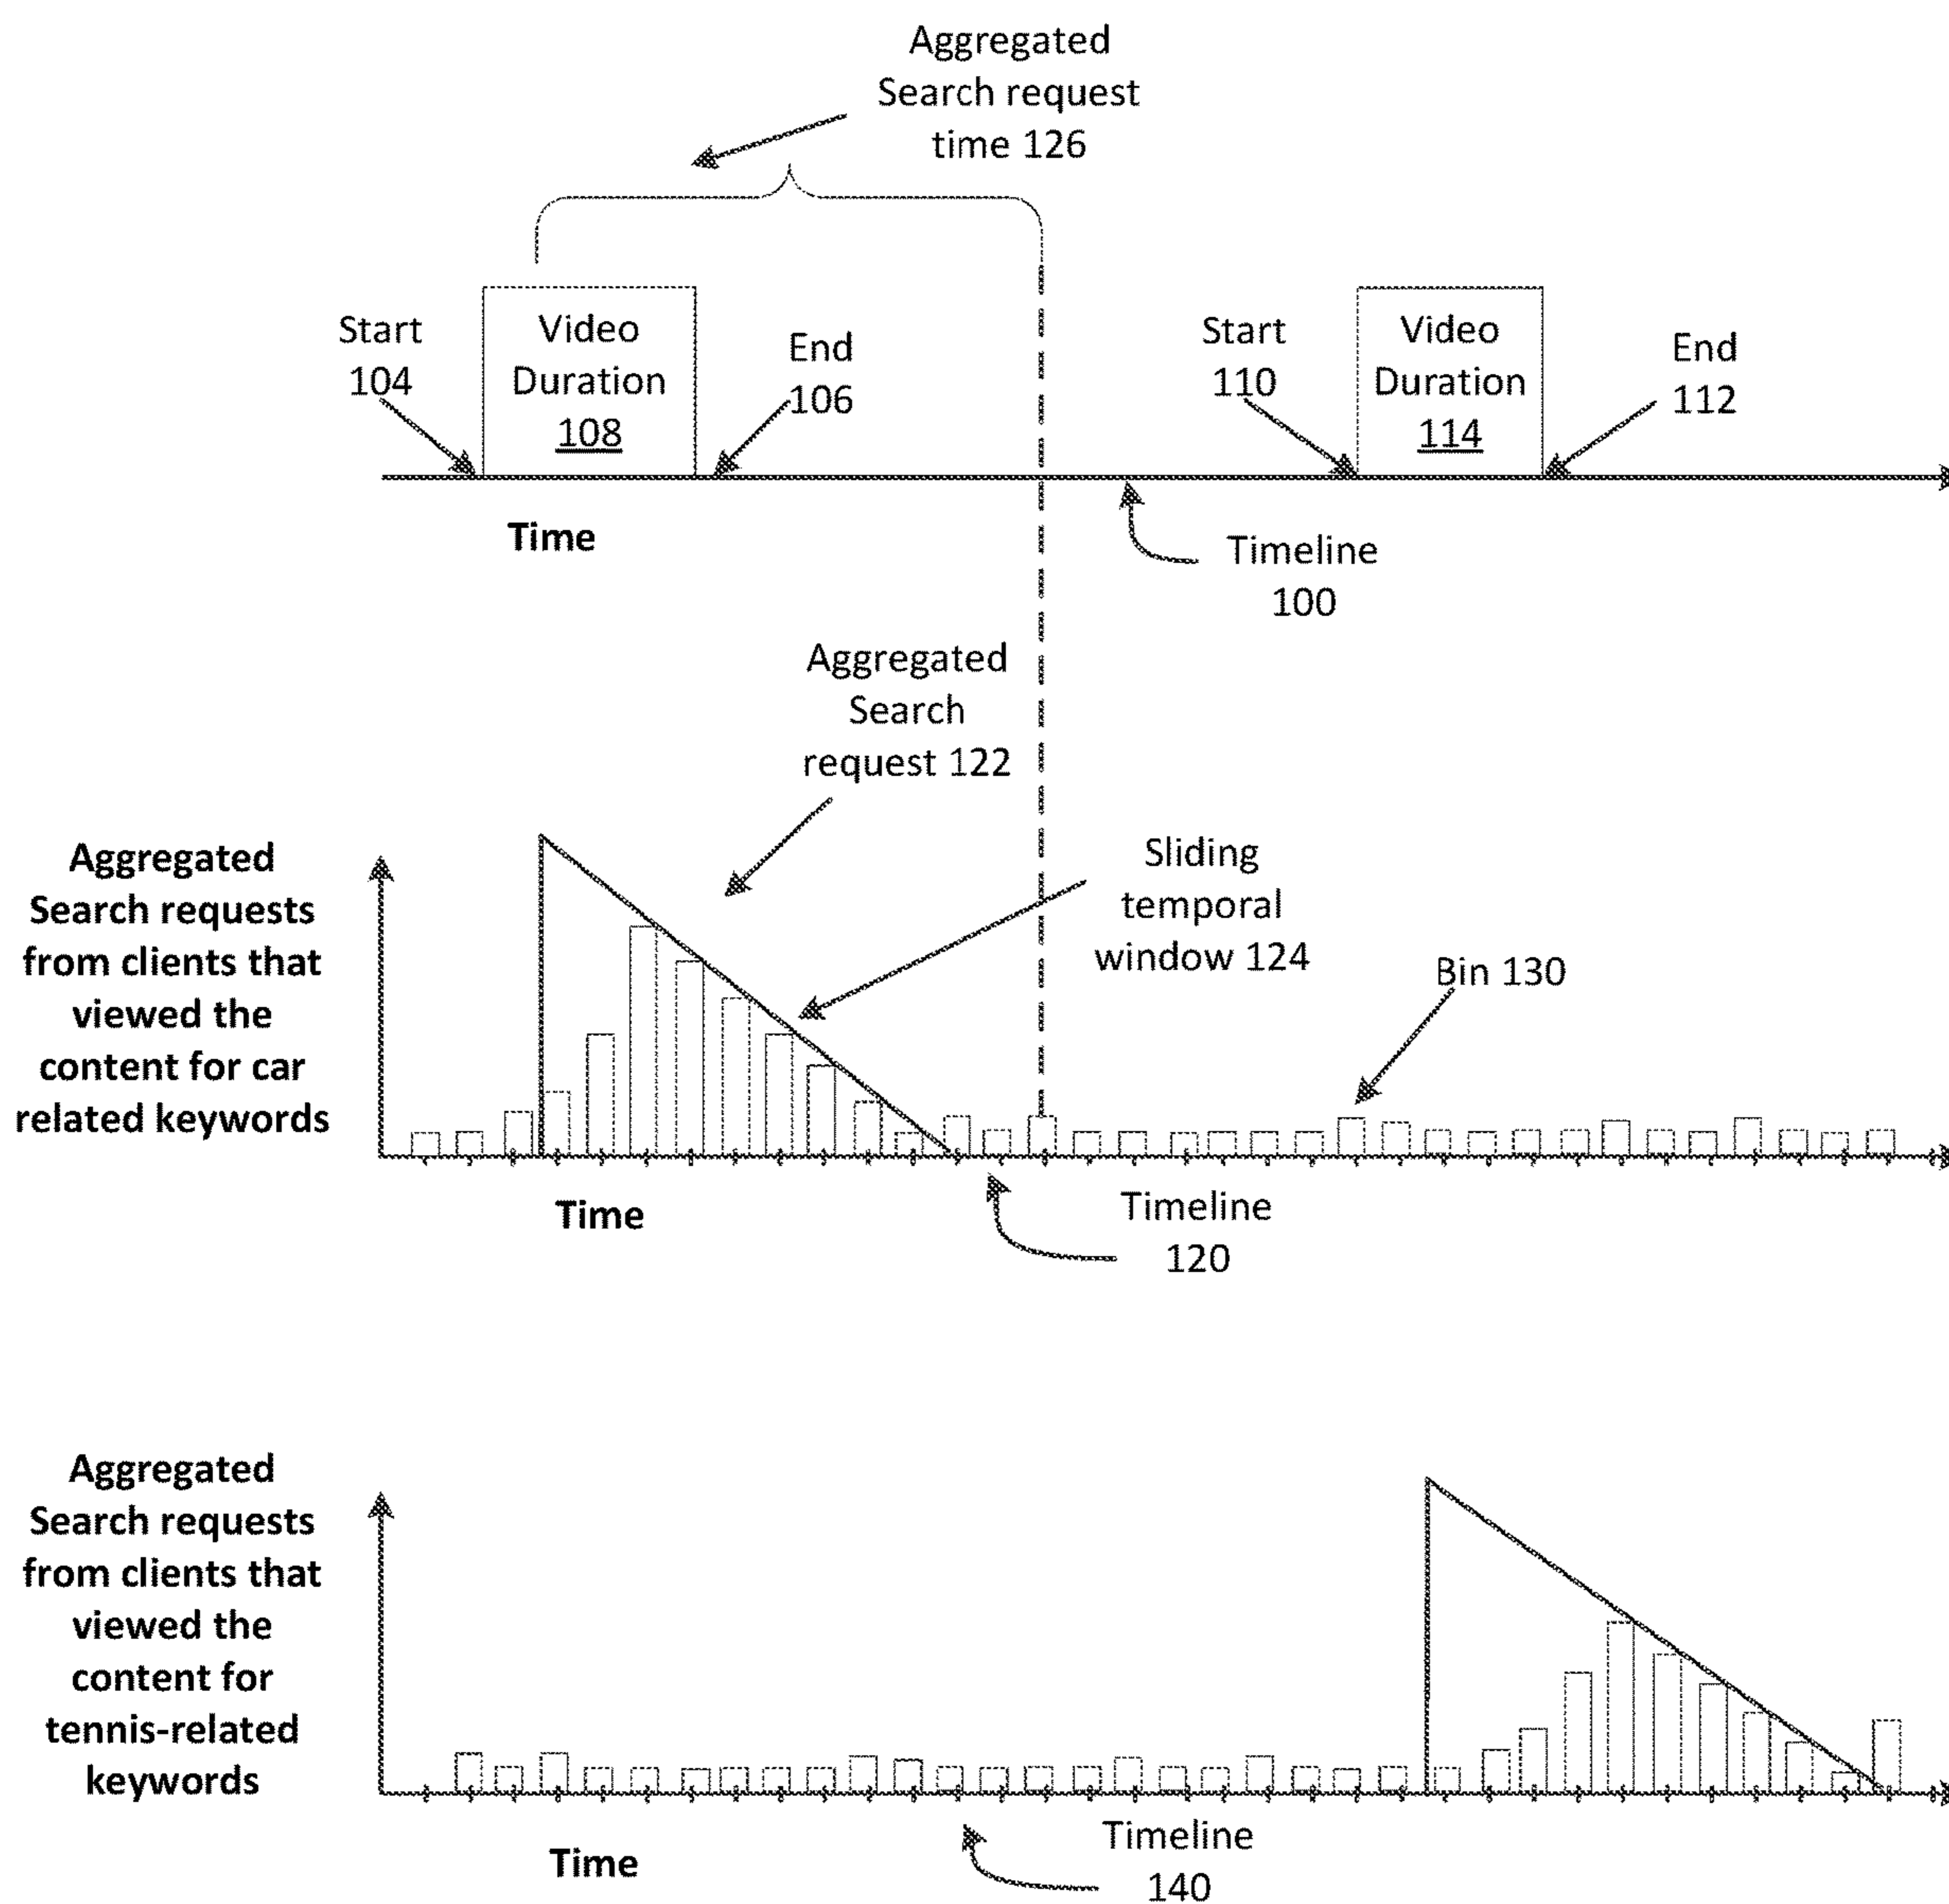 Aggregated
Search request
time 126
Start
104
Video
Duration
108
End
106
Start
110
Video
Duration
114
End
112
Time
Timeline
100
Aggregated
Search
request 122
Sliding
temporal
window 124
Bin 130
Aggregated
Search requests
from clients that
viewed the
content for car
related keywords
Time
Timeline
120
Aggregated
Search requests
from clients that
viewed the
content for
tennis-related
keywords
Time
Timeline
140